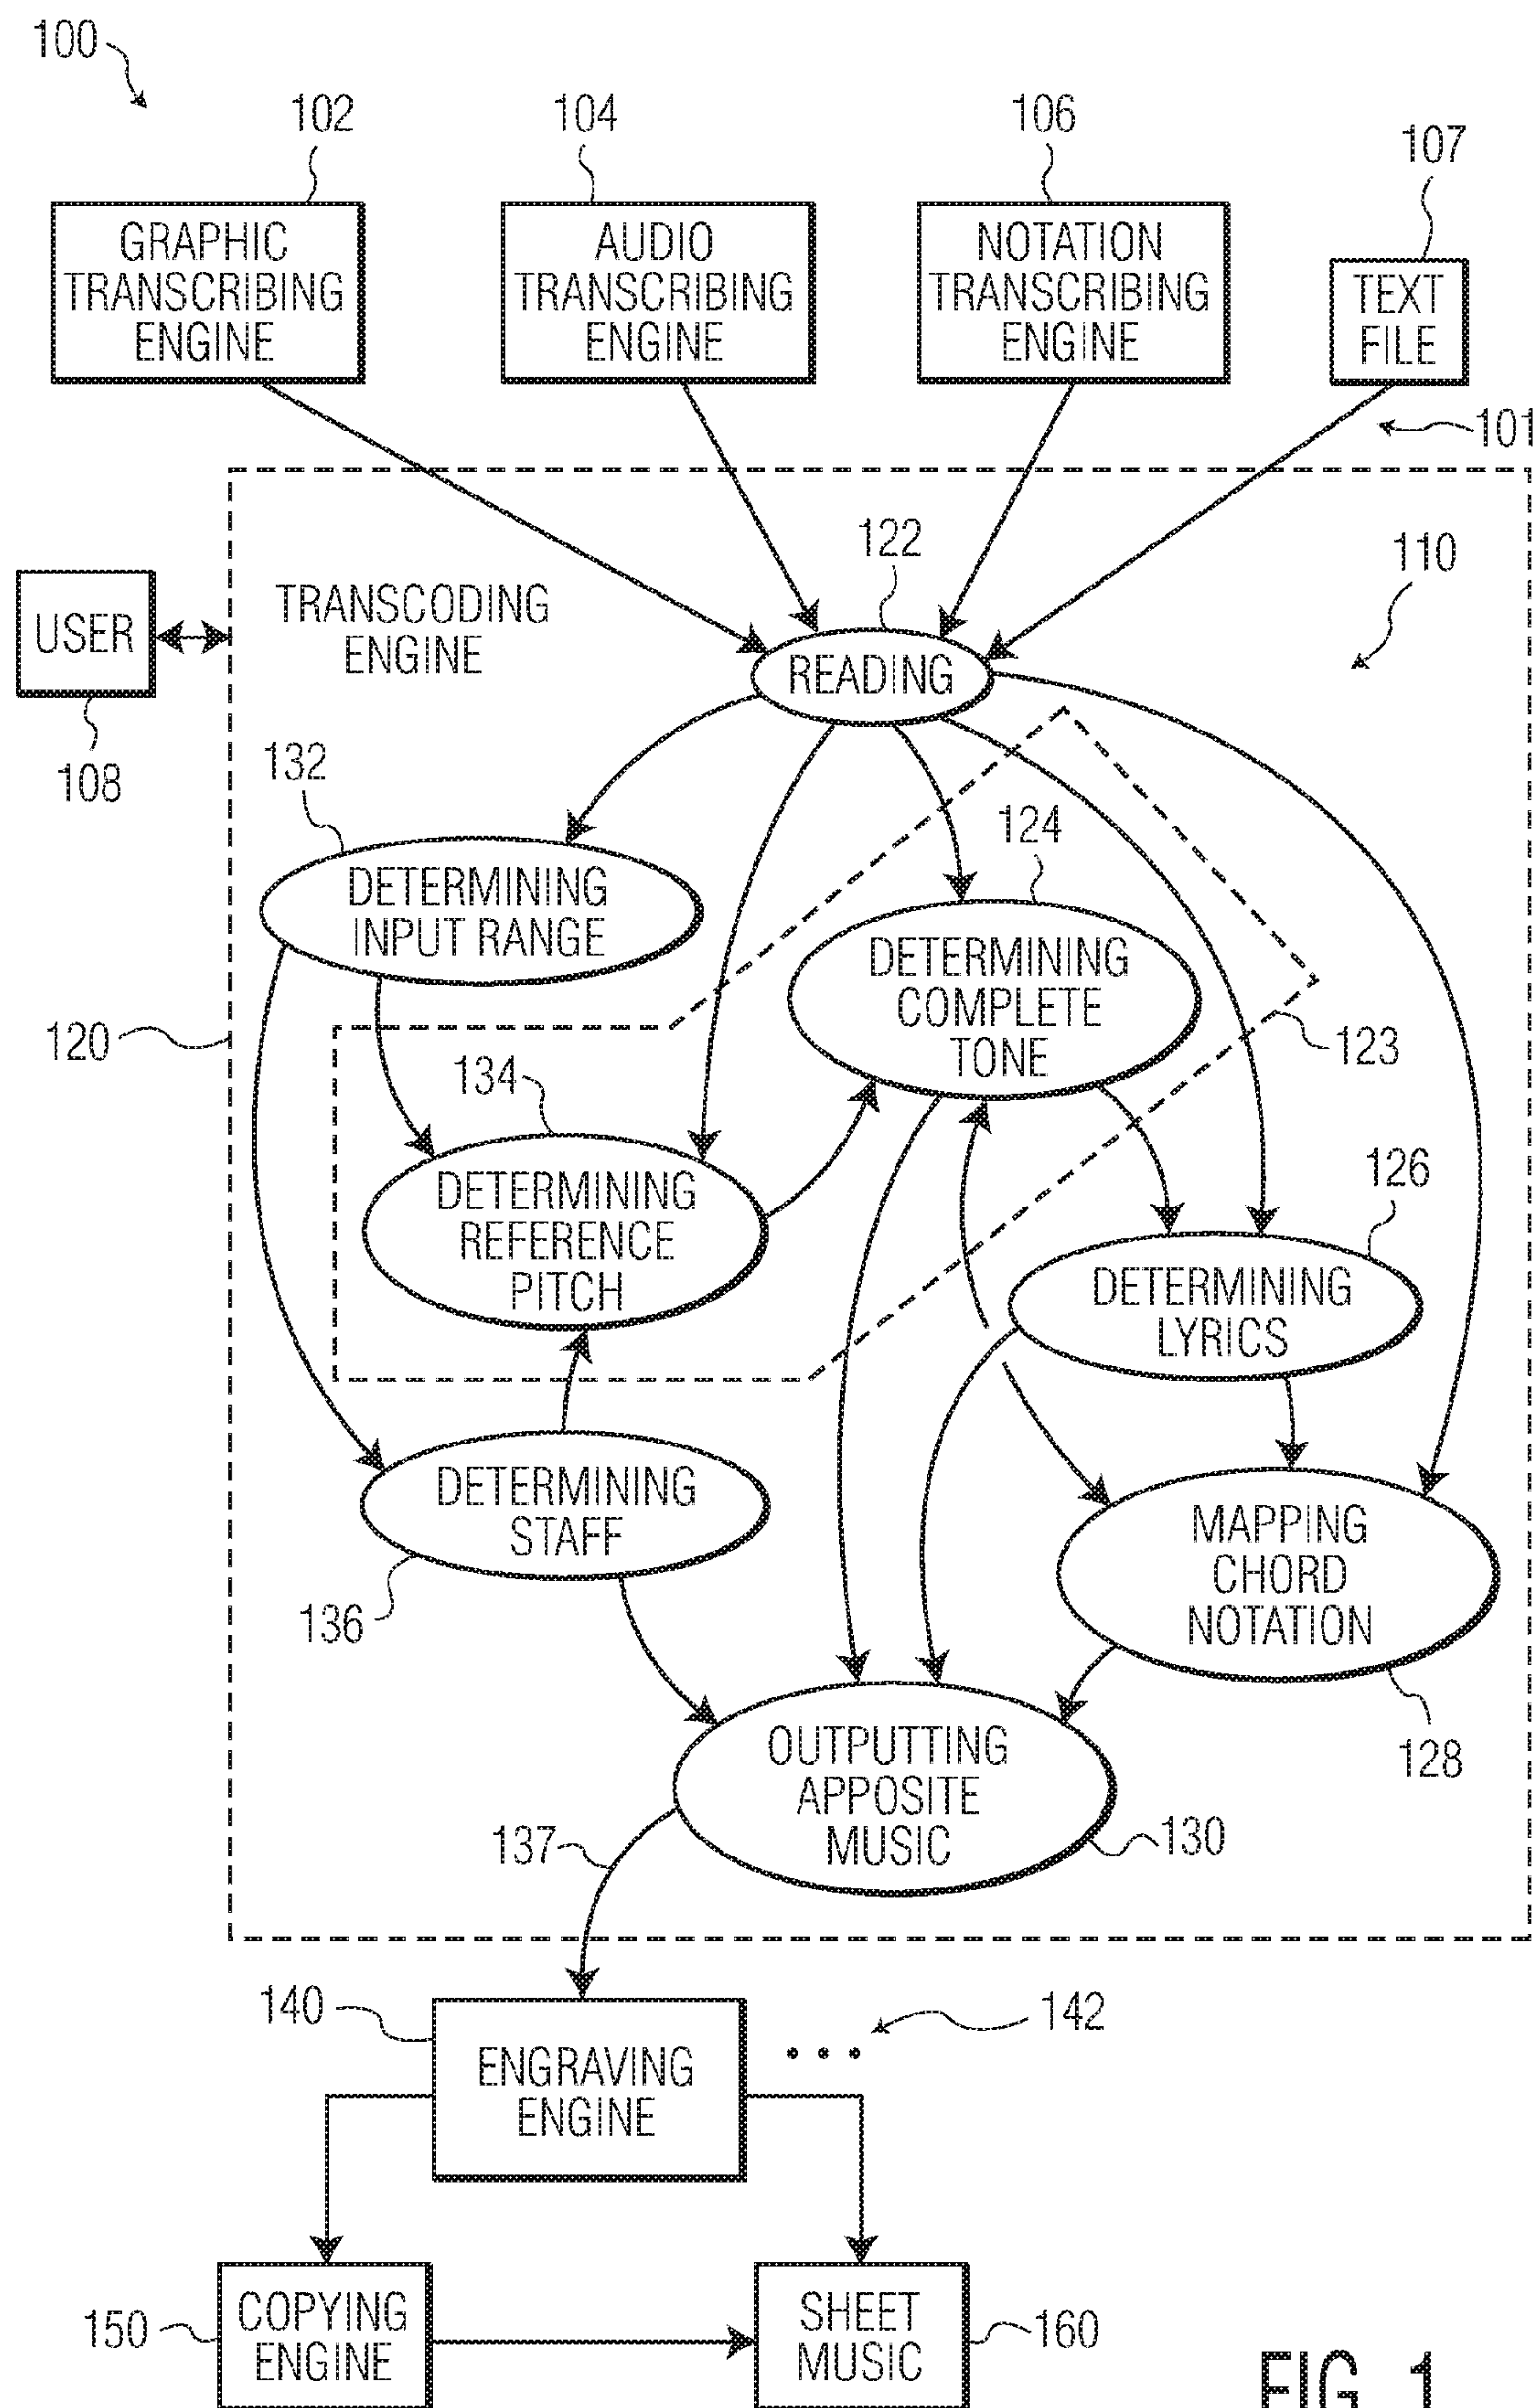 100
102
104
106
107
GRAPHIC
TRANSCRIBING
ENGINE
AUDIO
TRANSCRIBING
ENGINE
NOTATION
TRANSCRIBING
ENGINE
TEXT
FILE
101
122
110
USER
108
TRANSCODING
ENGINE
READING
132
124
DETERMINING
INPUT RANGE
DETERMINING
COMPLETE
TONE
120
123
134
DETERMINING
REFERENCE
PITCH
126
DETERMINING
LYRICS
DETERMINING
STAFF
136
MAPPING
CHORD
NOTATION
128
OUTPUTTING
APPOSITE
MUSIC
137
130
140
142
ENGRAVING
ENGINE
• • •
150
COPYING
ENGINE
SHEET
MUSIC
160
FIG. 1